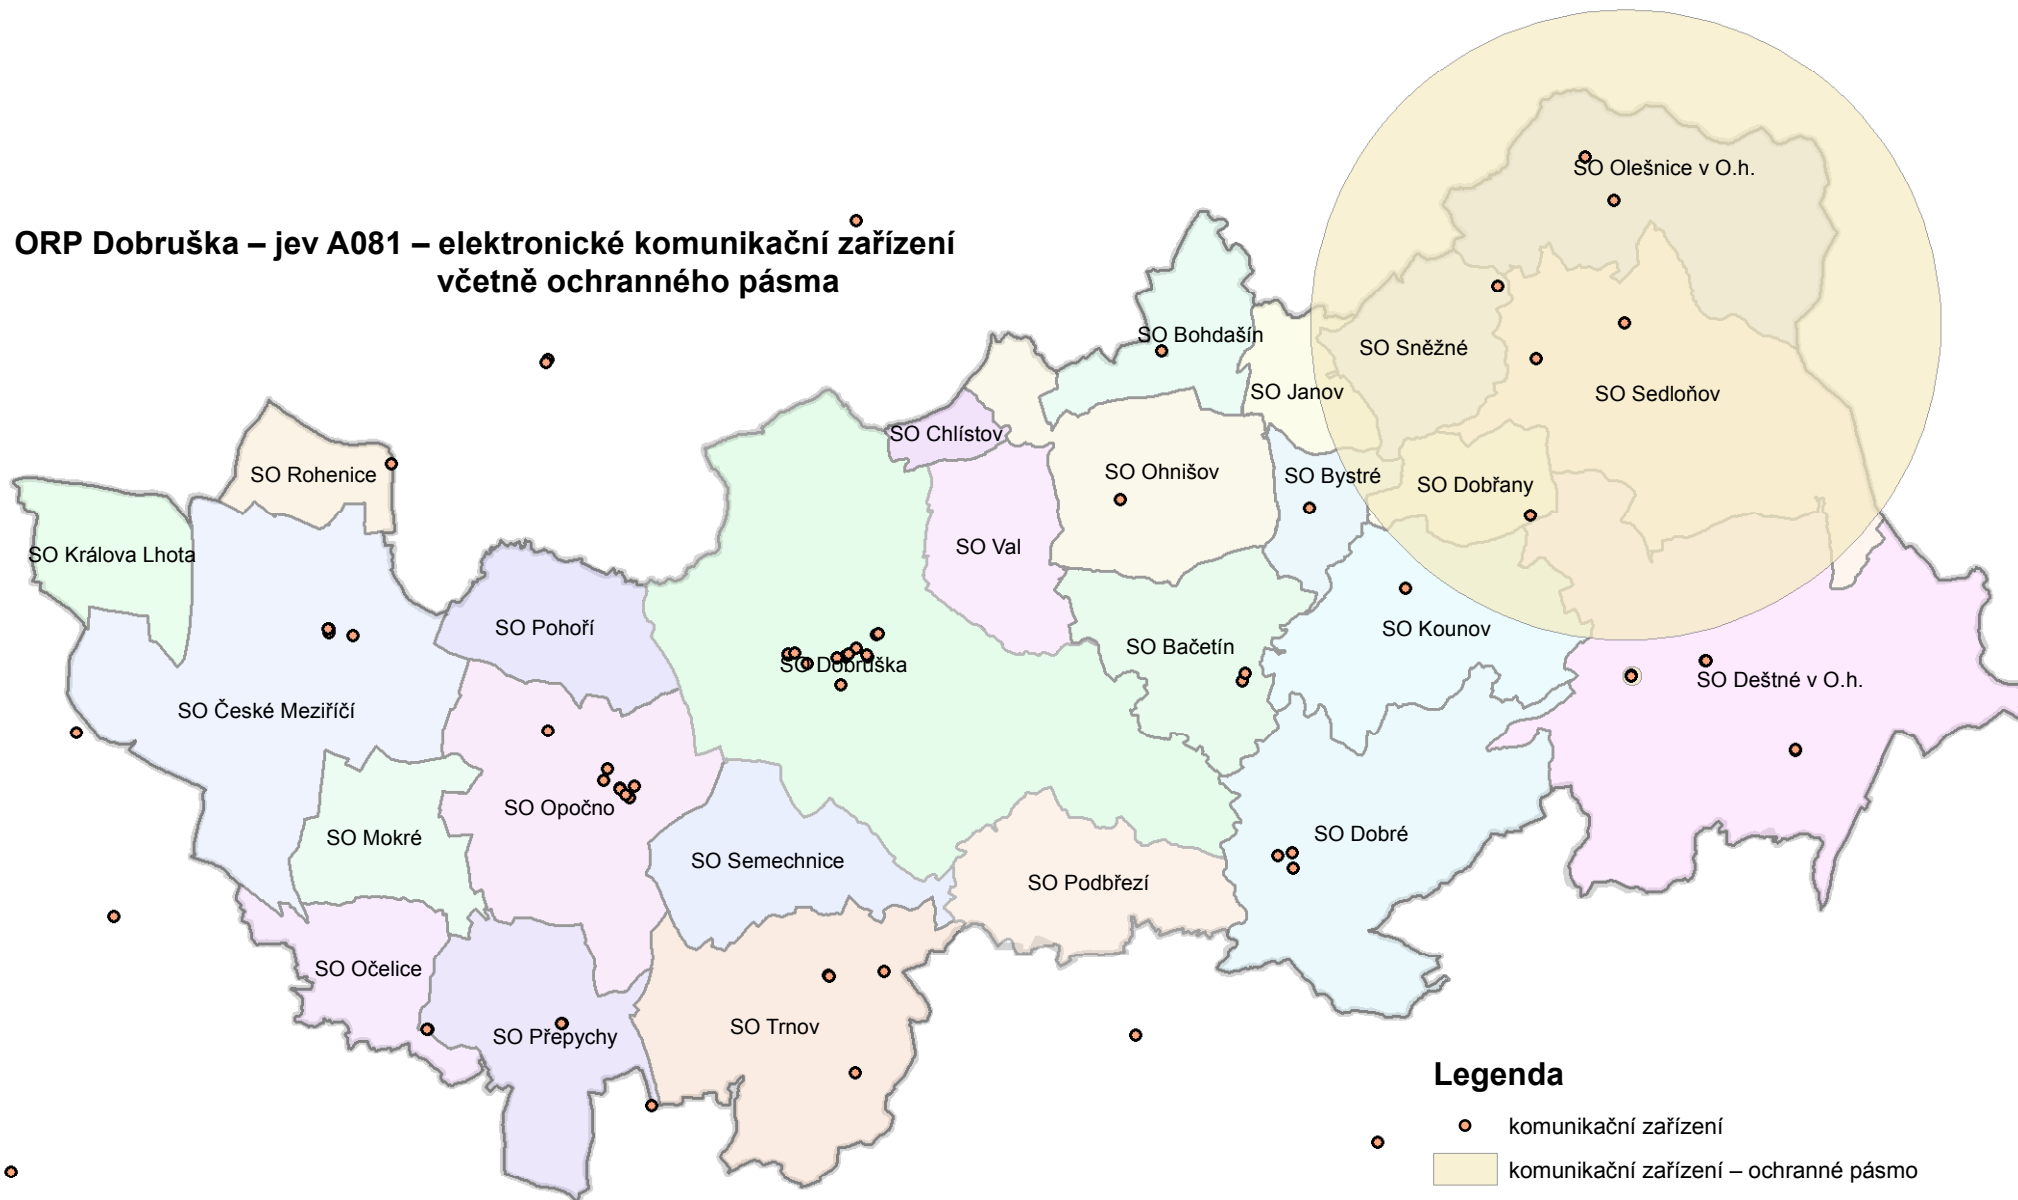 ORP Dobruška – jev A081 – elektronické komunikační zařízení
včetně ochranného pásma
SO Olešnice v O.h.
SO Bohdašín
SO Sněžné
SO Janov
SO Sedloňov
SO Chlístov
SO Rohenice
SO Ohnišov
SO Bystré
SO Dobřany
SO Králova Lhota
SO Val
SO Pohoří
SO Kounov
SO Bačetín
SO Dobruška
SO Deštné v O.h.
SO České Meziříčí
SO Opočno
SO Mokré
SO Dobré
SO Semechnice
SO Podbřezí
SO Očelice
SO Trnov
SO Přepychy
Legenda
komunikační zařízení
komunikační zařízení – ochranné pásmo